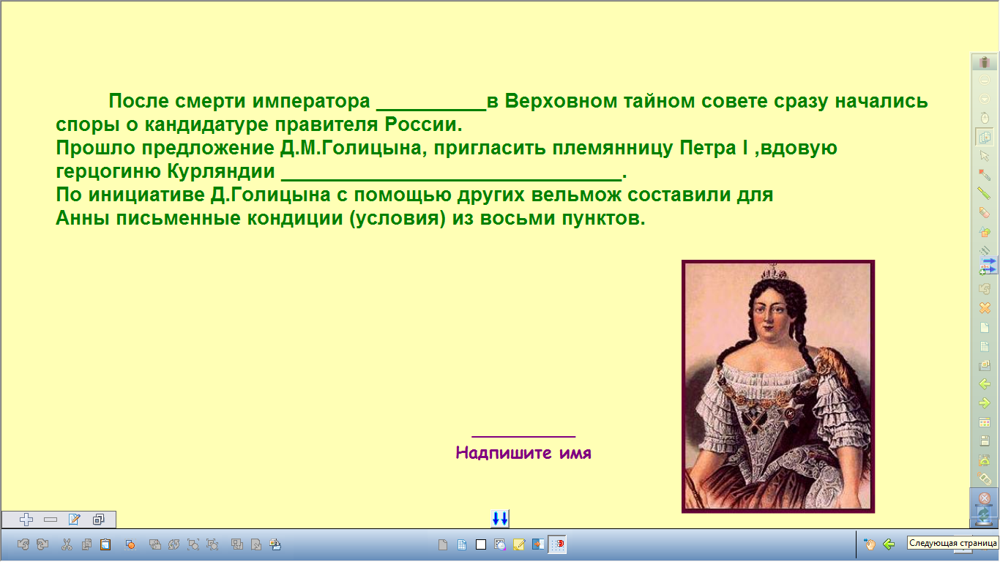 После смерти императора __________в Верховном тайном совете сразу начались
споры о кандидатуре правителя России.
Прошло предложение Д.М.Голицына, пригласить племянницу Петра I ,вдовую
герцогиню Курляндии _______________________________.
По инициативе Д.Голицына с помощью других вельмож составили для
Анны письменные кондиции (условия) из восьми пунктов.
___________
Надпишите имя
Следующая страница